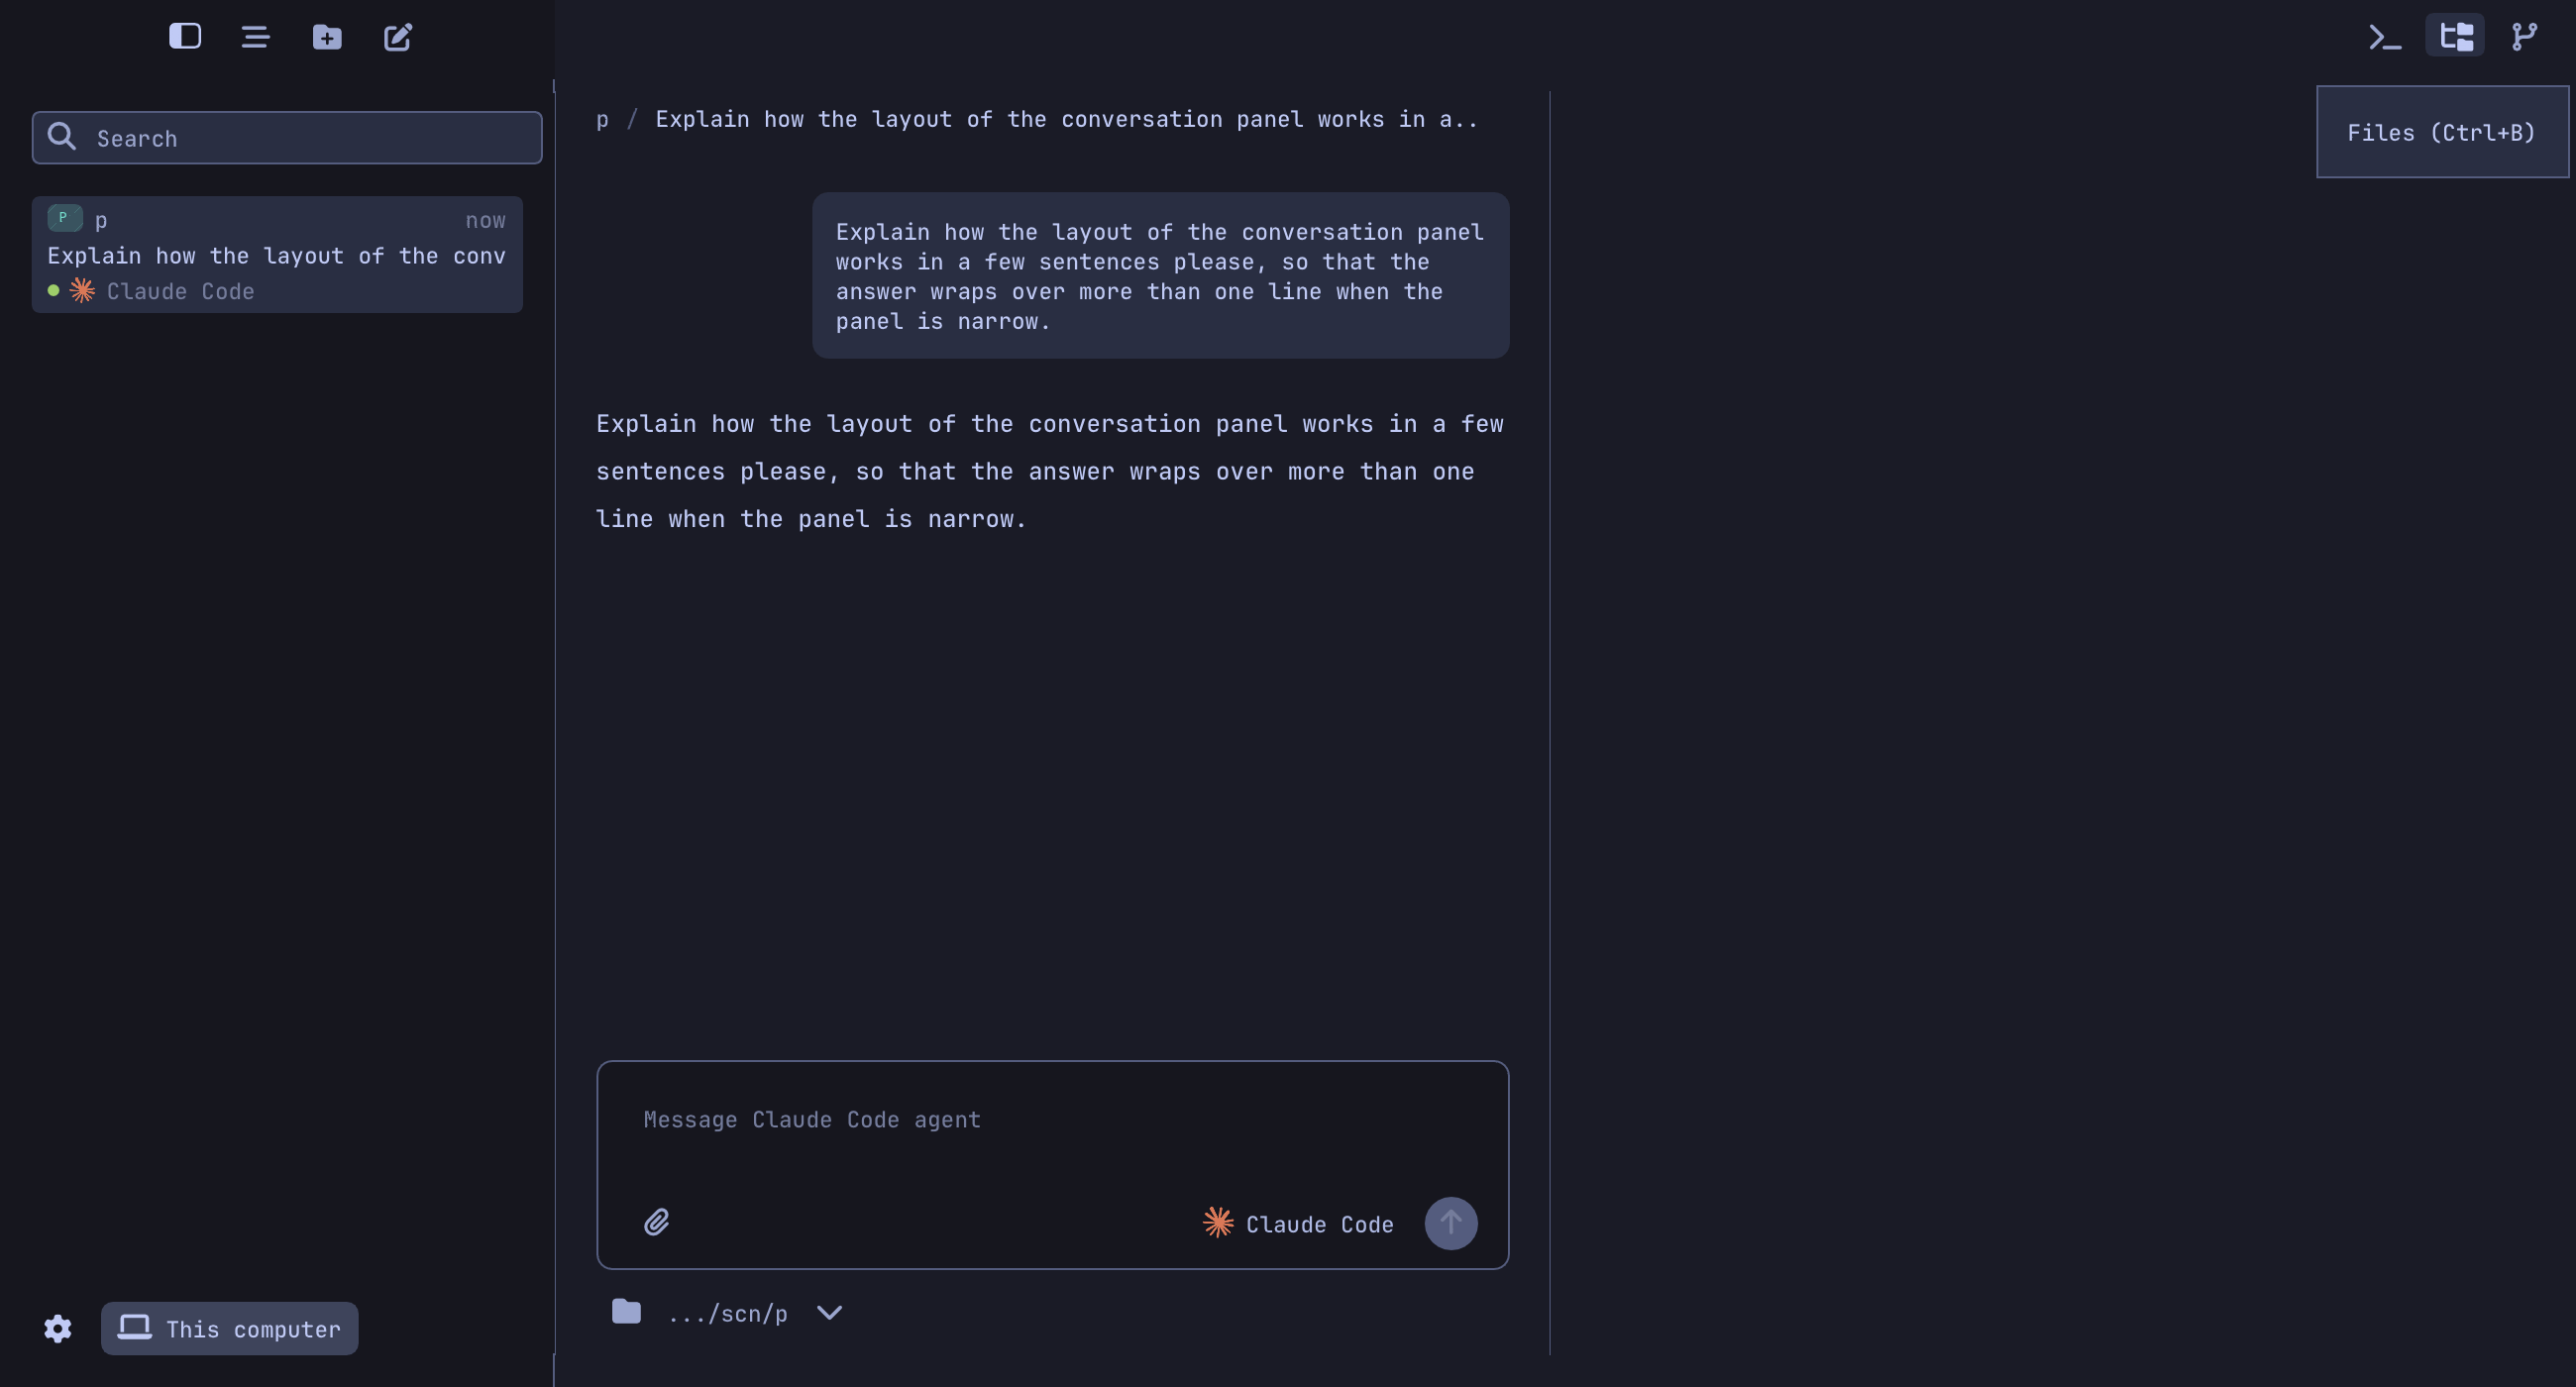 Search
P p now
Explain how the layout of the conv
Claude Code
This computer
p / Explain how the layout of the conversation panel works in a..
Explain how the layout of the conversation panel
works in a few sentences please, so that the
answer wraps over more than one line when the
panel is narrow.
Explain how the layout of the conversation panel works in a few
sentences please, so that the answer wraps over more than one
line when the panel is narrow.
Message Claude Code agent
Claude Code
.../scn/p
Files (Ctrl+B)